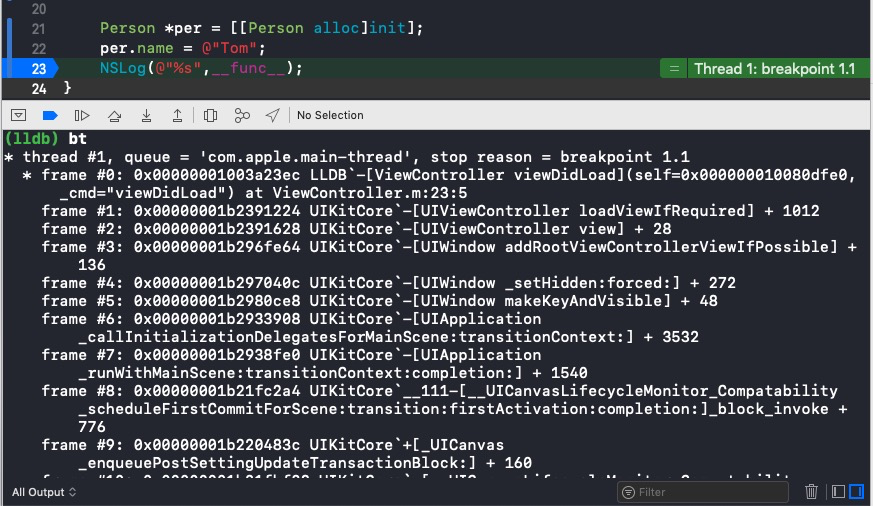 20
21 Person *per = [[Person alloc]init];
22 per.name = @"Tom";
23 NSLog(@"%s",__func__); = Thread 1: breakpoint 1.1
24 }
No Selection
(lldb) bt
* thread #1, queue = 'com.apple.main-thread', stop reason = breakpoint 1.1
* frame #0: 0x00000001003a23ec LLDB`-[ViewController viewDidLoad](self=0x000000010080dfe0,
_cmd="viewDidLoad") at ViewController.m:23:5
frame #1: 0x00000001b2391224 UIKitCore`-[UIViewController loadViewIfRequired] + 1012
frame #2: 0x00000001b2391628 UIKitCore`-[UIViewController view] + 28
frame #3: 0x00000001b296fe64 UIKitCore`-[UIWindow addRootViewControllerViewIfPossible] +
136
frame #4: 0x00000001b297040c UIKitCore`-[UIWindow _setHidden:forced:] + 272
frame #5: 0x00000001b2980ce8 UIKitCore`-[UIWindow makeKeyAndVisible] + 48
frame #6: 0x00000001b2933908 UIKitCore`-[UIApplication
_callInitializationDelegatesForMainScene:transitionContext:] + 3532
frame #7: 0x00000001b2938fe0 UIKitCore`-[UIApplication
_runWithMainScene:transitionContext:completion:] + 1540
frame #8: 0x00000001b21fc2a4 UIKitCore`__111-[__UICanvasLifecycleMonitor_Compatability
_scheduleFirstCommitForScene:transition:firstActivation:completion:]_block_invoke +
776
frame #9: 0x00000001b220483c UIKitCore`+[_UICanvas
_enqueuePostSettingUpdateTransactionBlock:] + 160
All Output
Filter